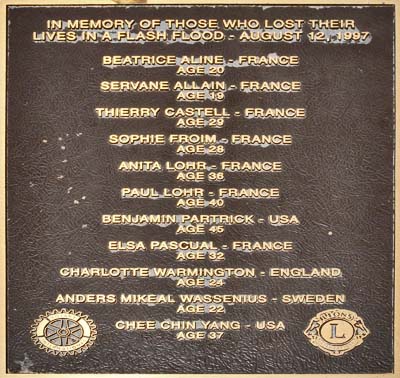 IN MEMORY OF THOSE WHO LOST THEIR
LIVES IN A FLASH FLOOD - AUGUST 12, 1997
BEATRICE ALINE - FRANCE
AGE 20
SERVANE ALLAIN - FRANCE
AGE 19
THIERRY CASTELL - FRANCE
AGE 29
SOPHIE FROIM - FRANCE
AGE 28
ANITA LOHR - FRANCE
AGE 36
PAUL LOHR - FRANCE
AGE 40
BENJAMIN PARTRICK - USA
AGE 45
ELSA PASCUAL - FRANCE
AGE 32
CHARLOTTE WARMINGTON - ENGLAND
AGE 24
ANDERS MIKEAL WASSENIUS - SWEDEN
AGE 22
CHEE CHIN YANG - USA
AGE 37
LIONS
L